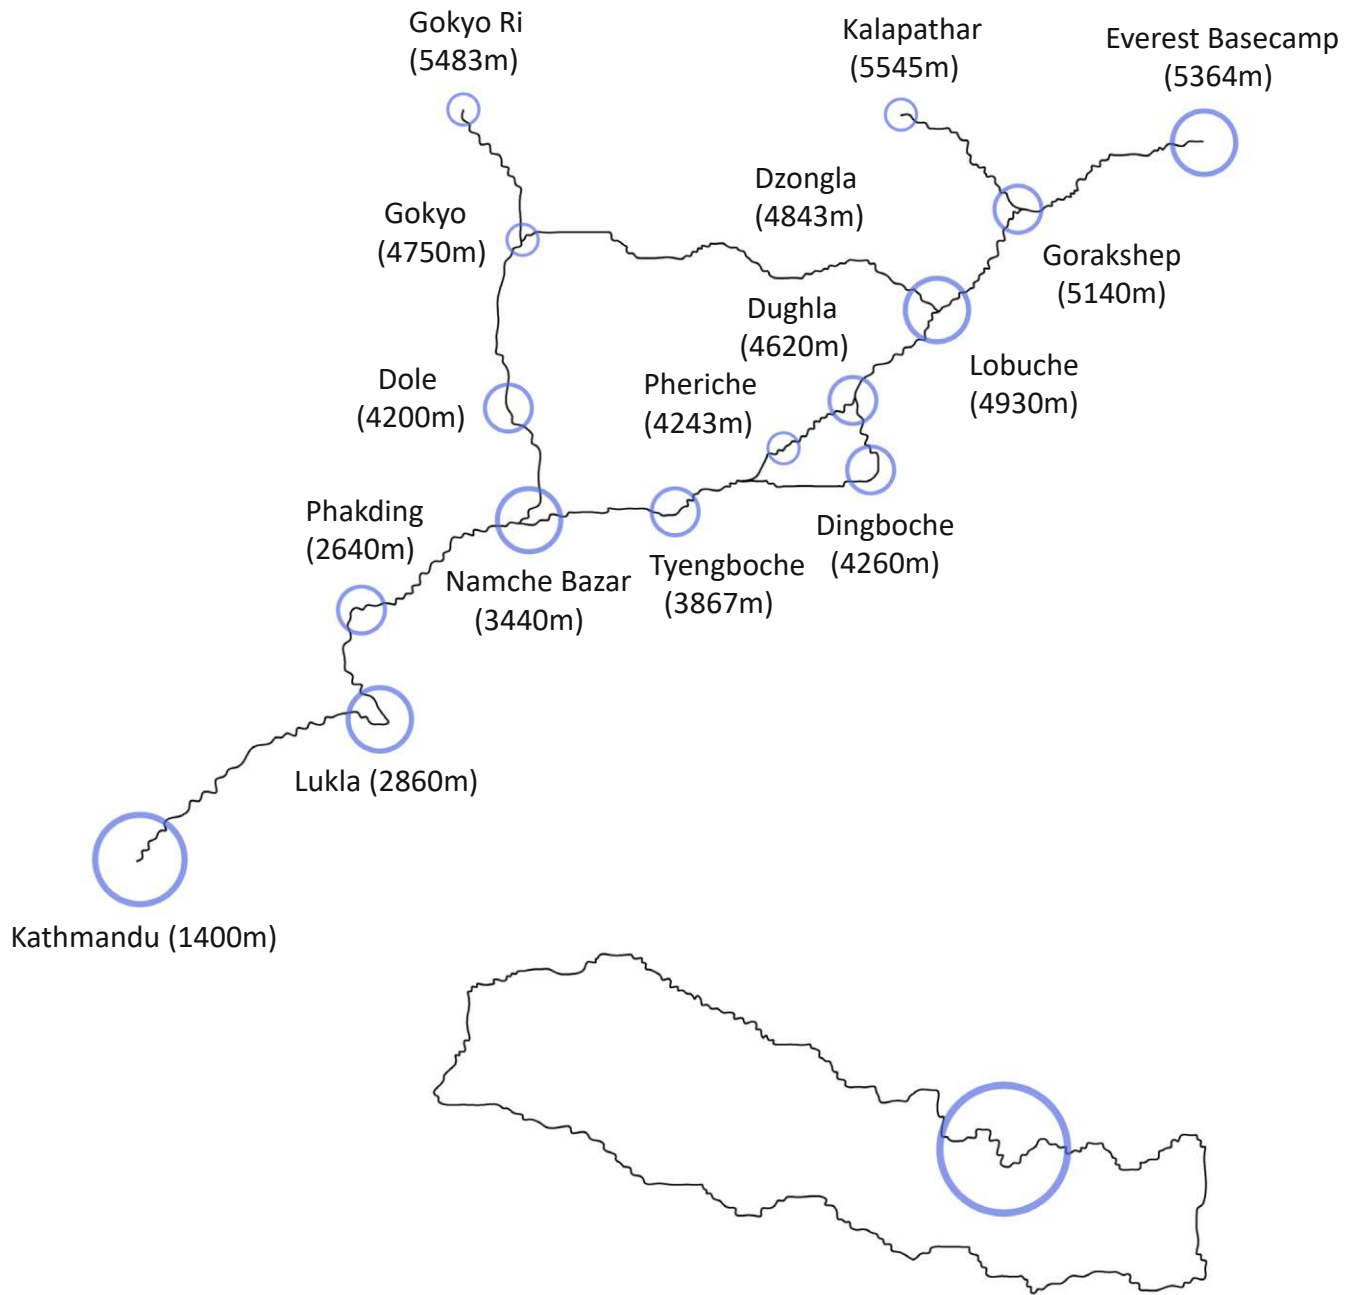 Gokyo Ri
(5483m)
Kalapathar
(5545m)
Everest Basecamp
(5364m)
Dzongla
(4843m)
Gokyo
(4750m)
Gorakshep
(5140m)
Dughla
(4620m)
Lobuche
(4930m)
Dole
(4200m)
Pheriche
(4243m)
Phakding
(2640m)
Dingboche
(4260m)
Tyengboche
(3867m)
Namche Bazar
(3440m)
Lukla (2860m)
Kathmandu (1400m)